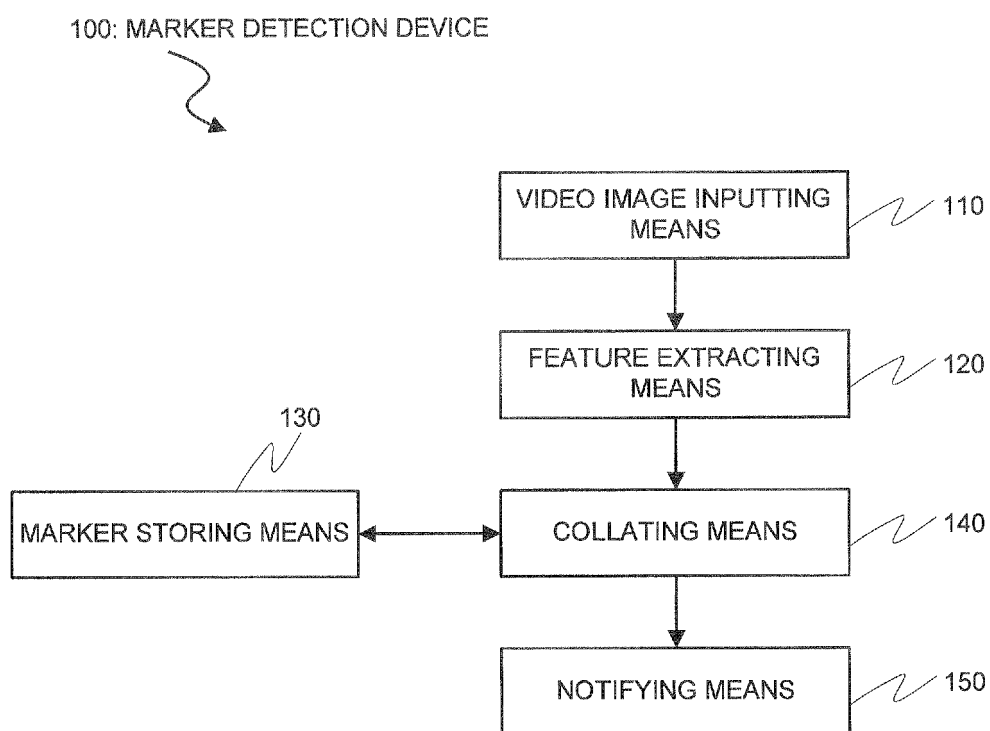 100: MARKER DETECTION DEVICE
VIDEO IMAGE INPUTTING
MEANS
110
FEATURE EXTRACTING
MEANS
120
130
MARKER STORING MEANS
COLLATING MEANS
140
NOTIFYING MEANS
150